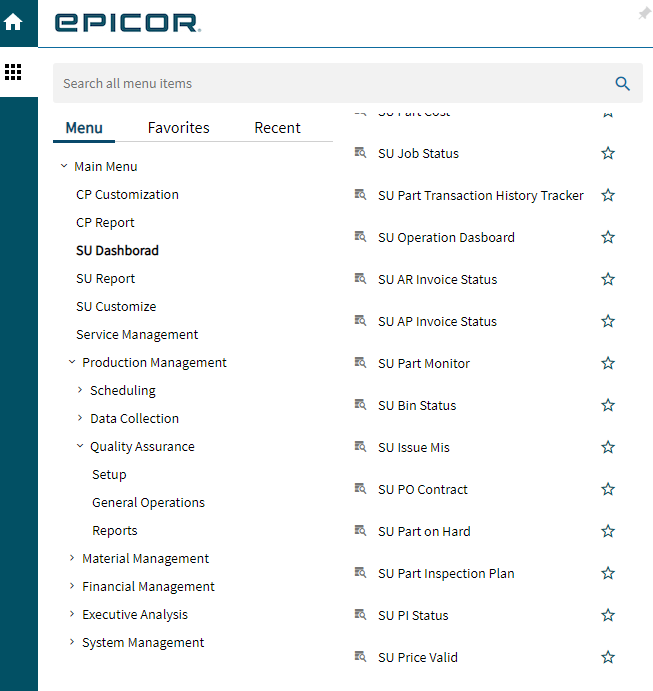 EPICOR
Search all menu items
Menu Favorites Recent
Main Menu
CP Customization
CP Report
SU Dashborad
SU Report
SU Customize
Service Management
Production Management
Scheduling
Data Collection
Quality Assurance
Setup
General Operations
Reports
Material Management
Financial Management
Executive Analysis
System Management
SU Part Cost
SU Job Status
SU Part Transaction History Tracker
SU Operation Dasboard
SU AR Invoice Status
SU AP Invoice Status
SU Part Monitor
SU Bin Status
SU Issue Mis
SU PO Contract
SU Part on Hard
SU Part Inspection Plan
SU PI Status
SU Price Valid